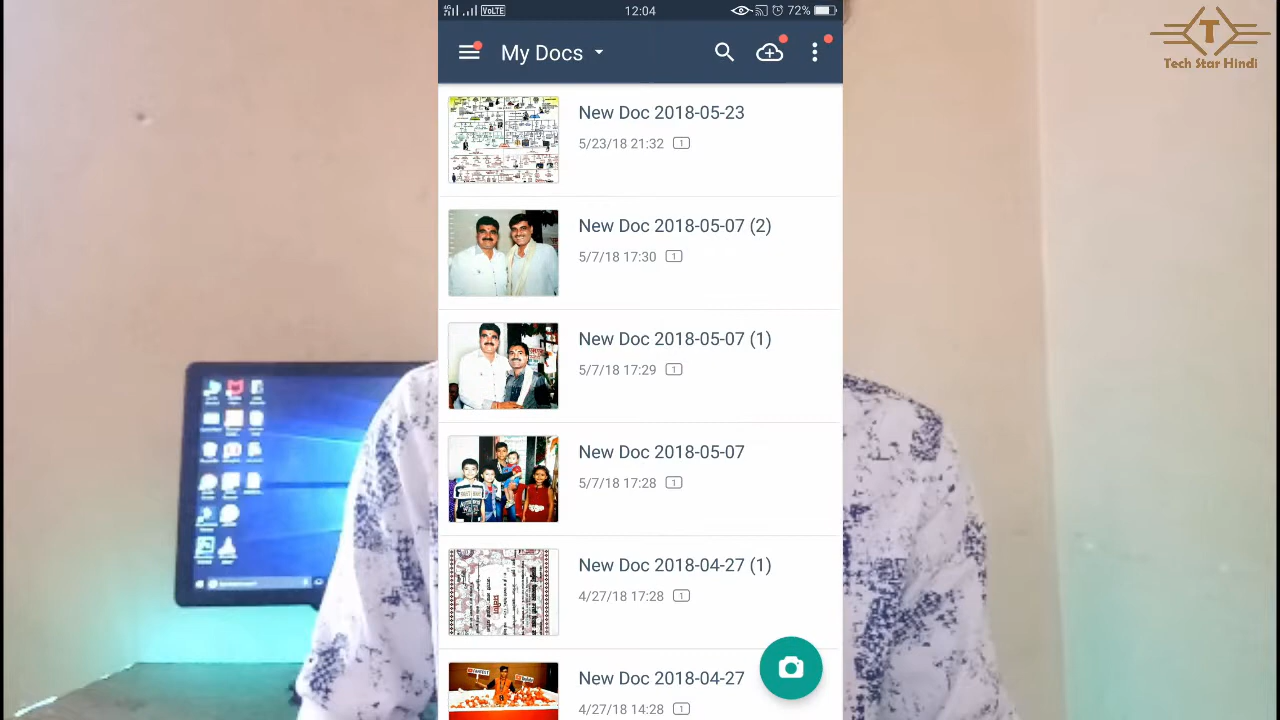 VoLTE
12:04
72%
My Docs
T
Tech Star Hindi
New Doc 2018-05-23
5/23/18 21:32 1
New Doc 2018-05-07 (2)
5/7/18 17:30 1
New Doc 2018-05-07 (1)
5/7/18 17:29 1
New Doc 2018-05-07
5/7/18 17:28 1
New Doc 2018-04-27 (1)
4/27/18 17:28 1
New Doc 2018-04-27
4/27/18 14:28 1